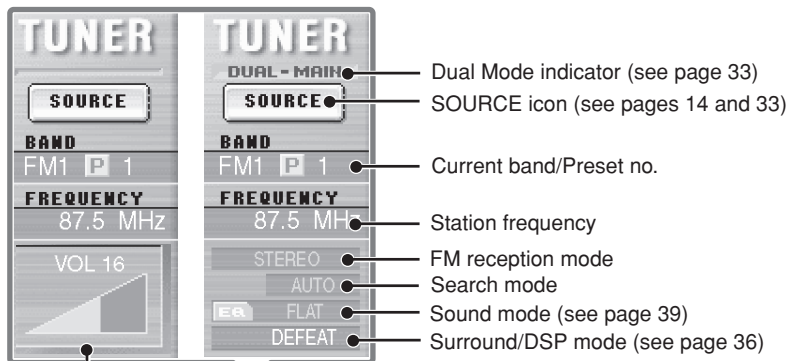 TUNER
SOURCE
BAND
FM1 P 1
FREQUENCY
87.5 MHz
VOL 16
TUNER
DUAL-MAIN
SOURCE
BAND
FM1 P 1
FREQUENCY
87.5 MHz
STEREO
AUTO
EQ FLAT
DEFEAT
Dual Mode indicator (see page 33)
SOURCE icon (see pages 14 and 33)
Current band/Preset no.
Station frequency
FM reception mode
Search mode
Sound mode (see page 39)
Surround/DSP mode (see page 36)